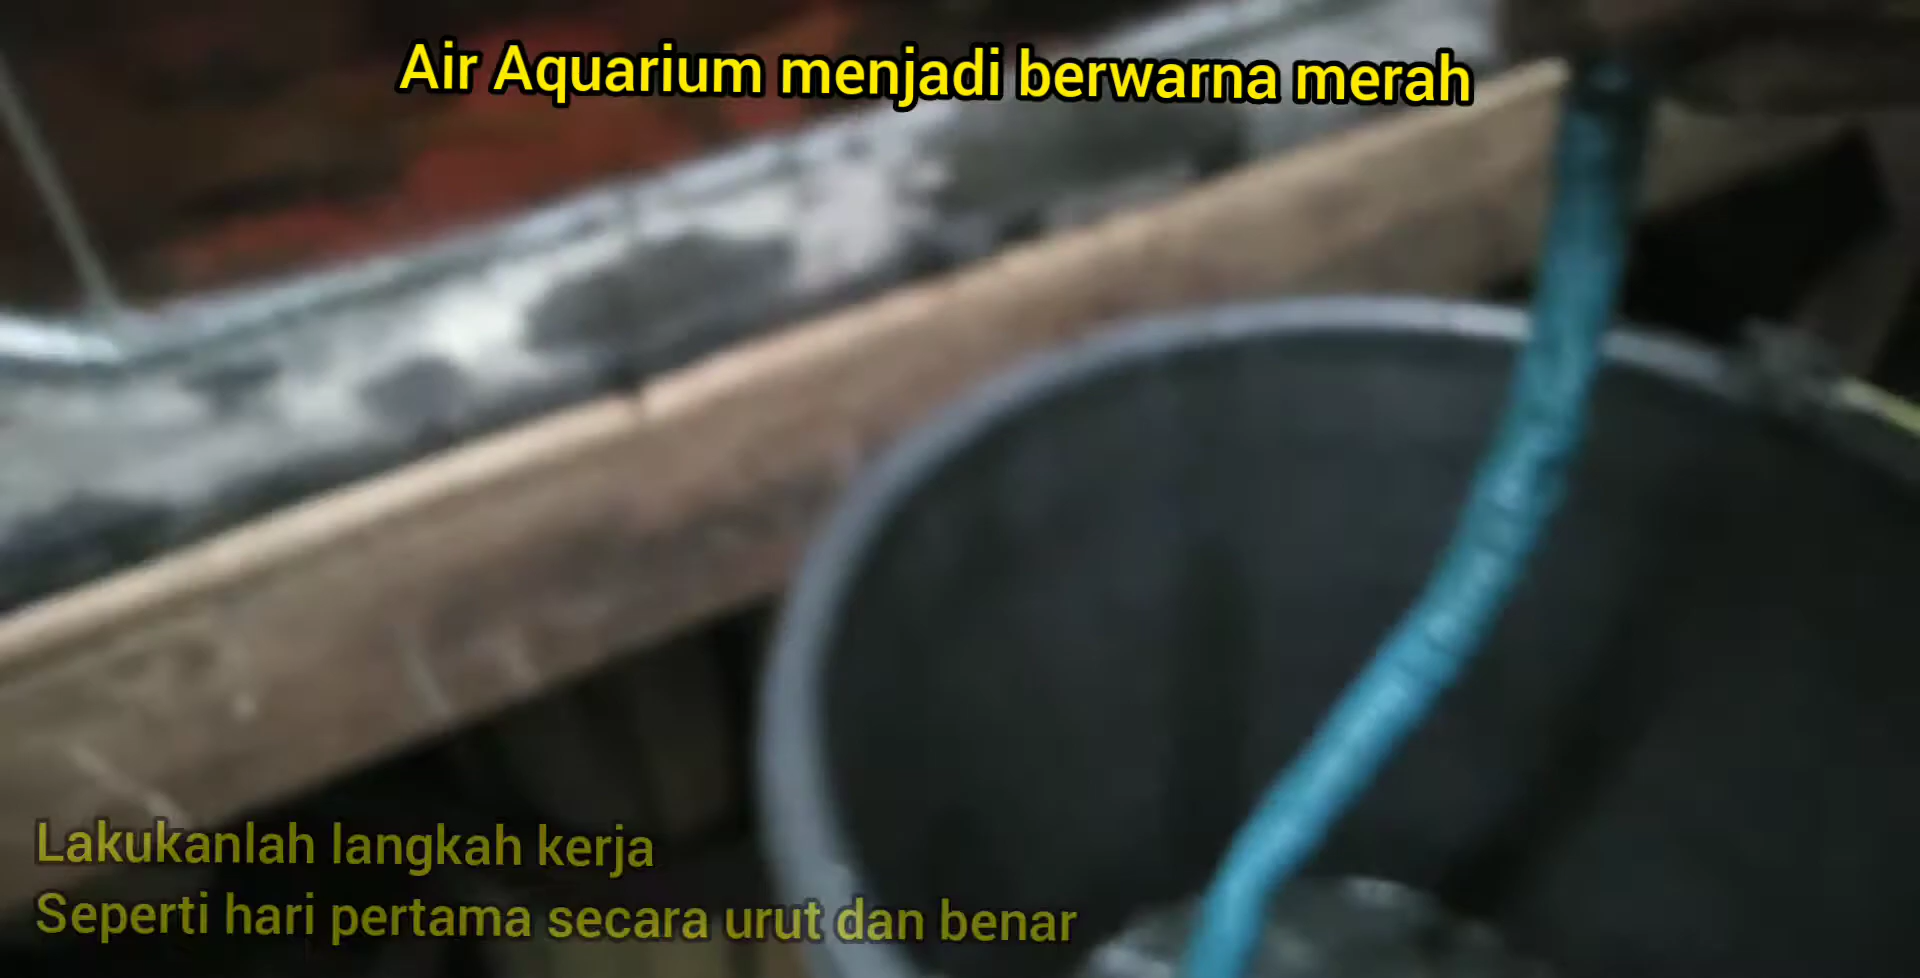 Air Aquarium menjadi berwarna merah
Lakukanlah langkah kerja
Seperti hari pertama secara urut dan benar